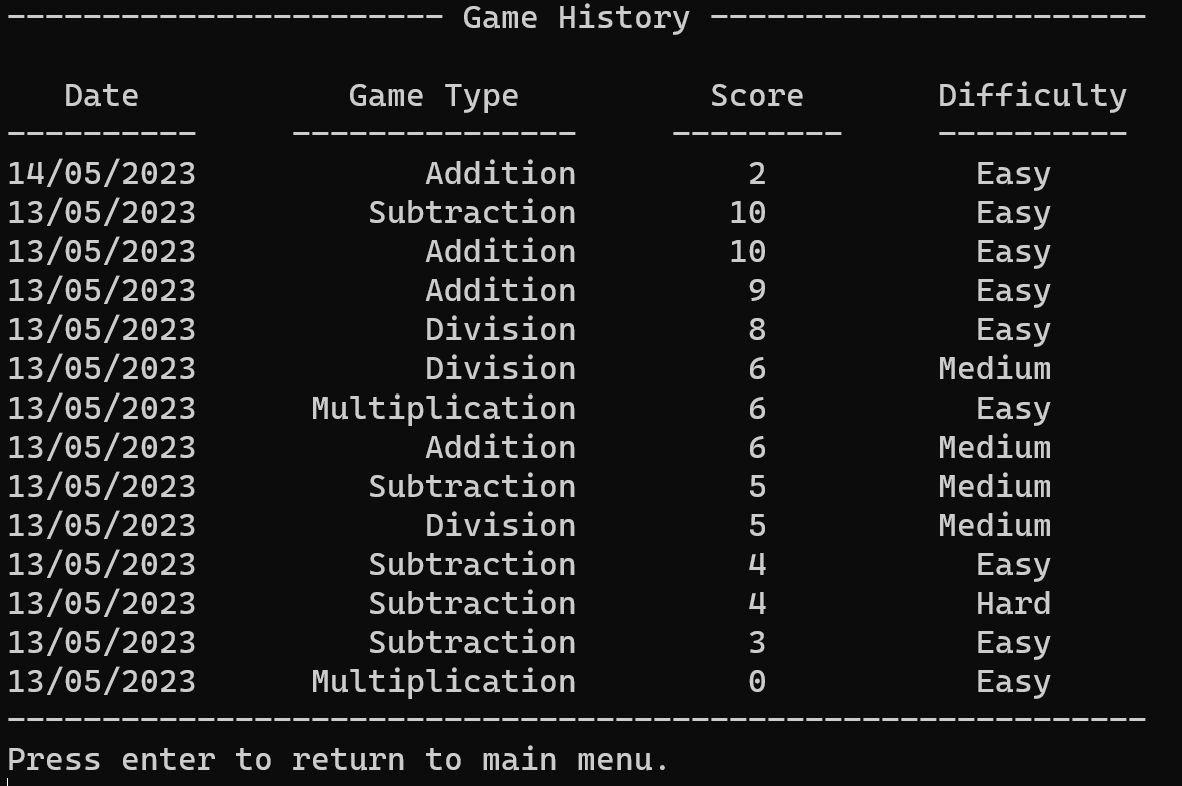 ----------------------- Game History -----------------------
   Date           Game Type          Score       Difficulty
----------     ---------------     ---------     ----------
14/05/2023            Addition         2           Easy
13/05/2023         Subtraction        10           Easy
13/05/2023            Addition        10           Easy
13/05/2023            Addition         9           Easy
13/05/2023            Division         8           Easy
13/05/2023            Division         6         Medium
13/05/2023      Multiplication         6           Easy
13/05/2023            Addition         6         Medium
13/05/2023         Subtraction         5         Medium
13/05/2023            Division         5         Medium
13/05/2023         Subtraction         4           Easy
13/05/2023         Subtraction         4           Hard
13/05/2023         Subtraction         3           Easy
13/05/2023      Multiplication         0           Easy
------------------------------------------------------------
Press enter to return to main menu.